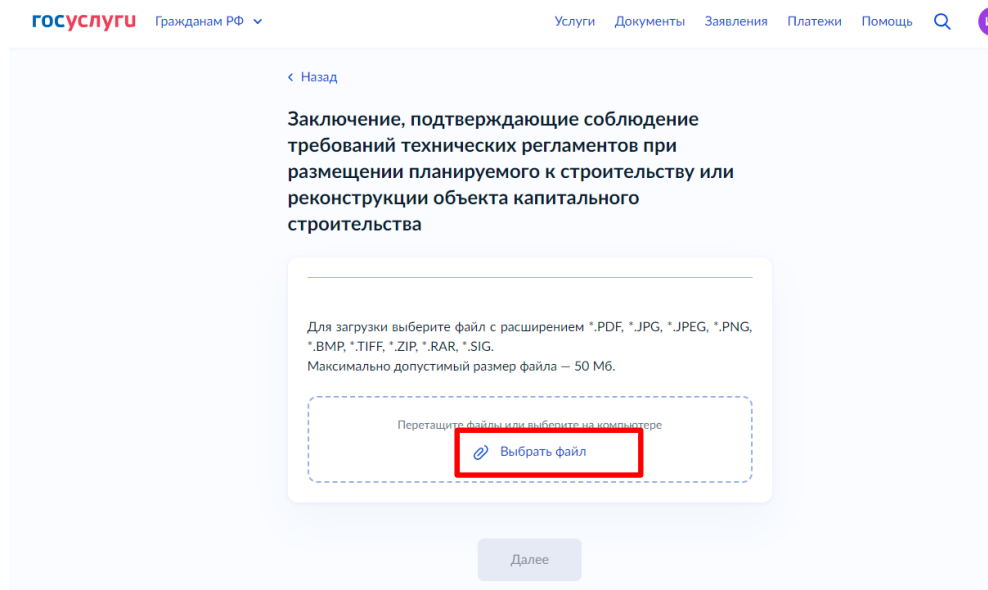 госуслуги Гражданам РФ Услуги Документы Заявления Платежи Помощь
Назад
Заключение, подтверждающие соблюдение
требований технических регламентов при
размещении планируемого к строительству или
реконструкции объекта капитального
строительства
Для загрузки выберите файл с расширением *.PDF, *.JPG, *.JPEG, *.PNG,
*.BMP, *.TIFF, *.ZIP, *.RAR, *.SIG.
Максимально допустимый размер файла — 50 Мб.
Перетащите файлы или выберите на компьютере
Выбрать файл
Далее